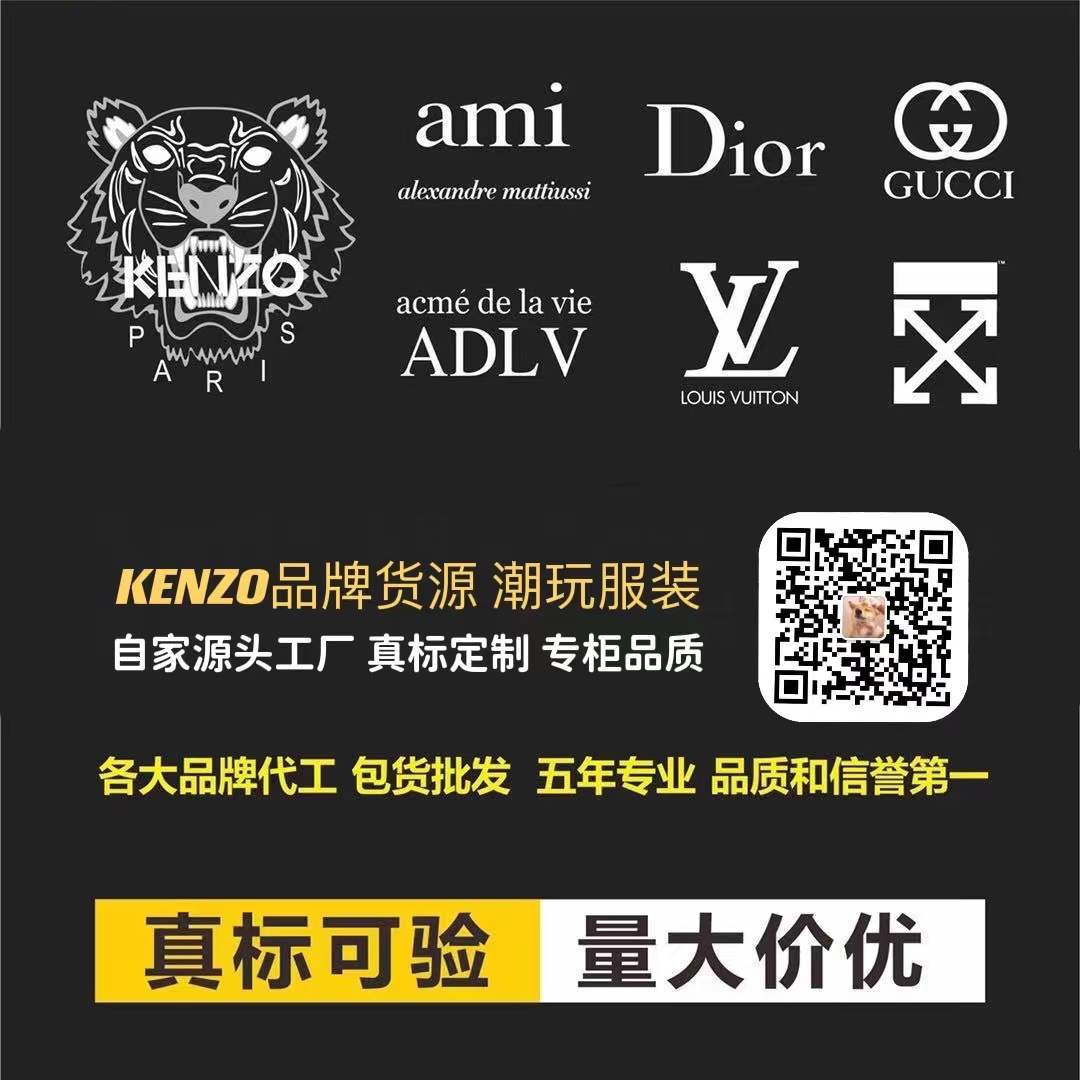 KENZO
PARIS
ami
alexandre mattiussi
Dior
GUCCI
acmé de la vie
ADLV
LV
LOUIS VUITTON
™
KENZO品牌货源 潮玩服装
自家源头工厂 真标定制 专柜品质
各大品牌代工 包货批发 五年专业 品质和信誉第一
真标可验 量大价优